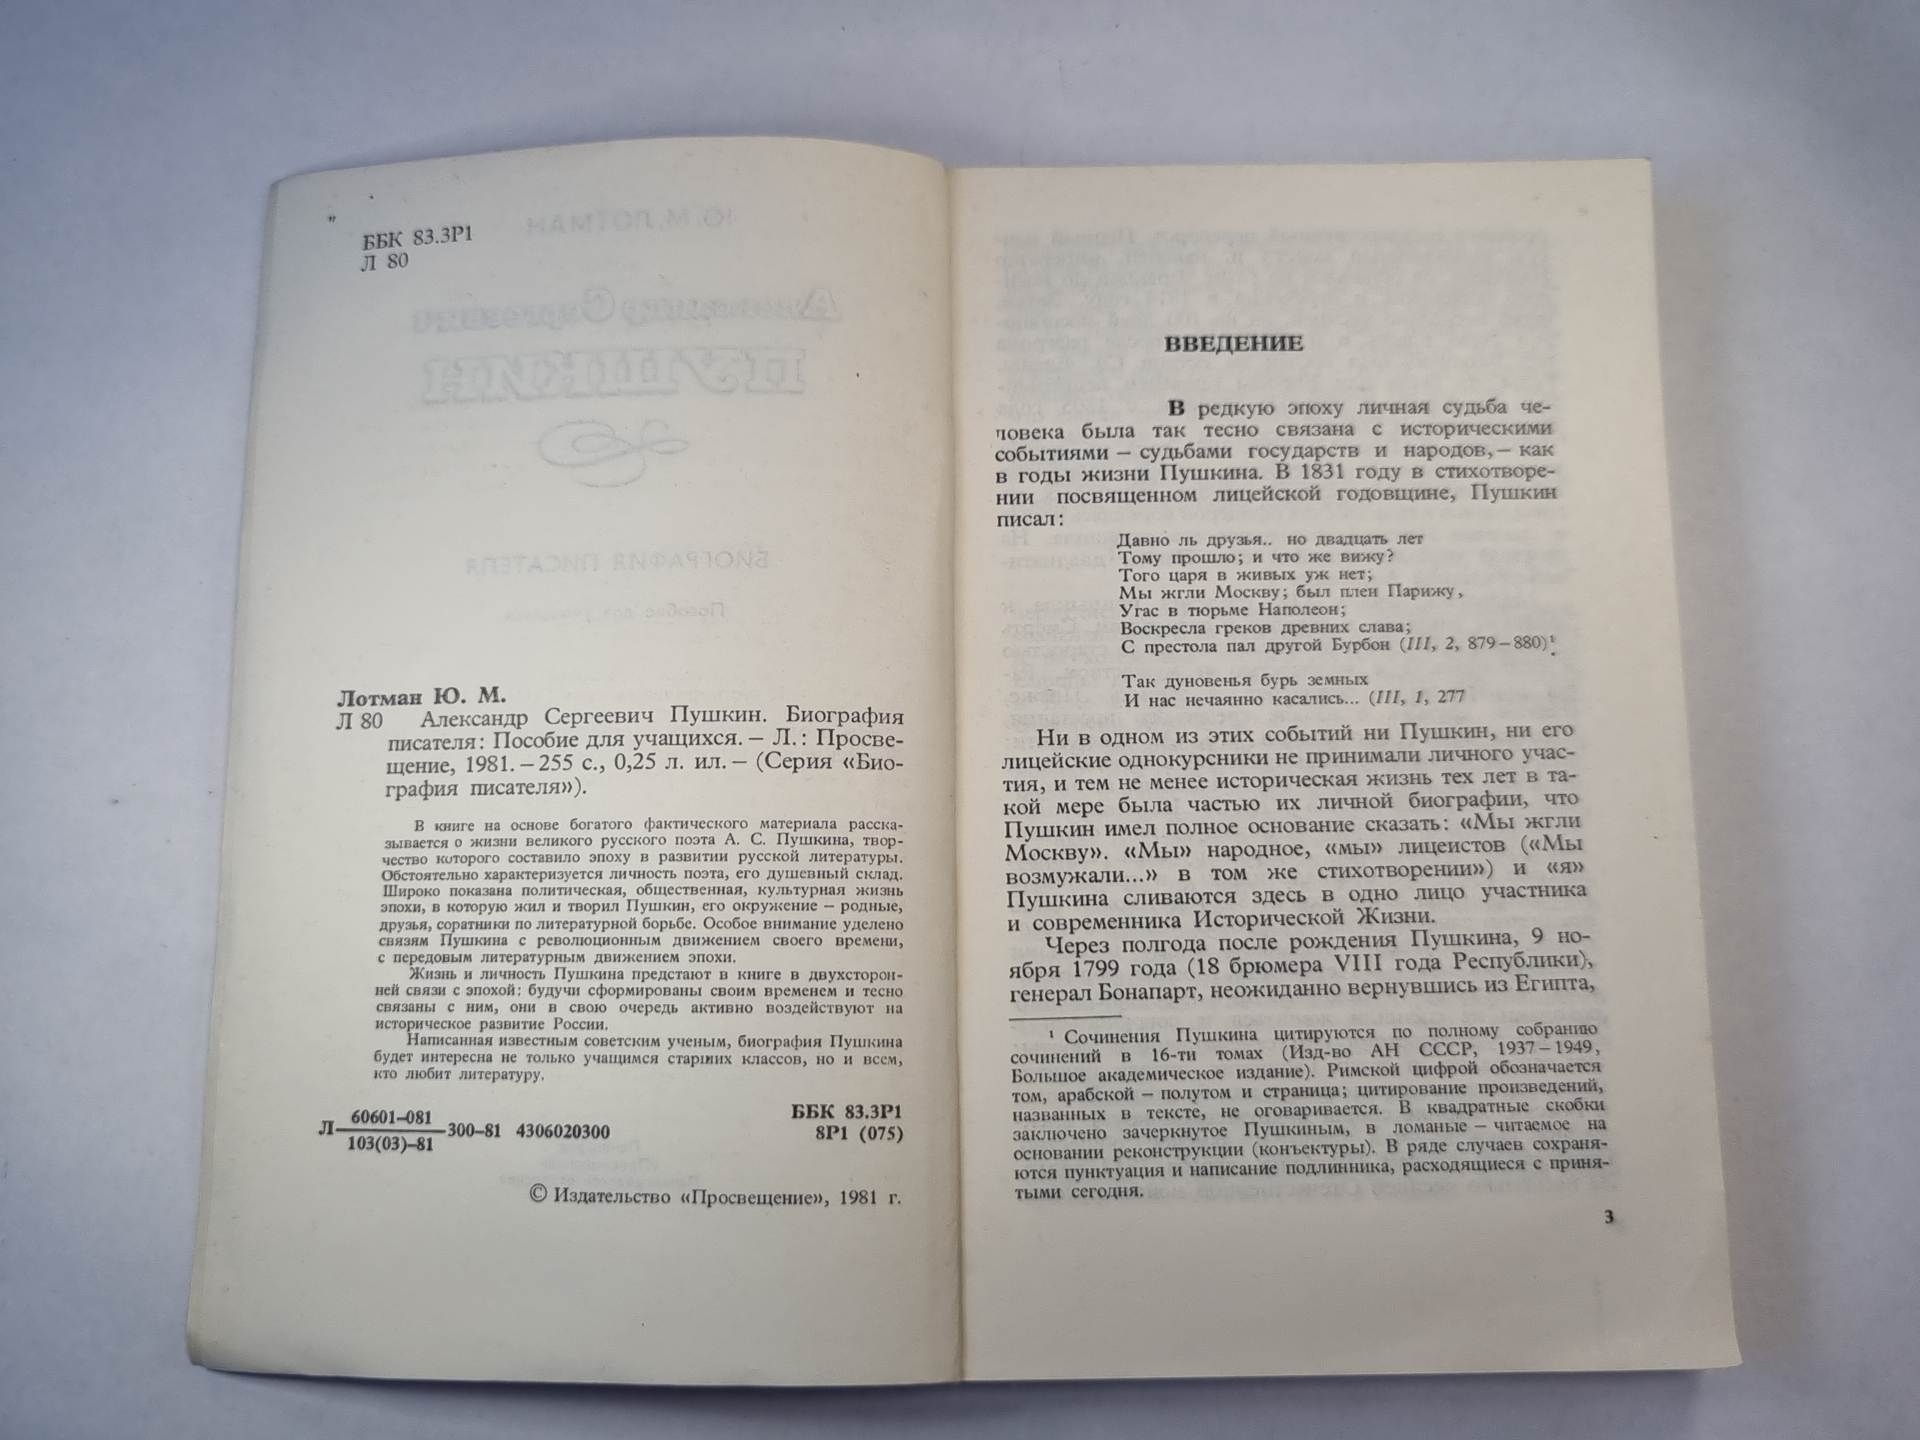 ББК 83.3Р1
Л 80
Лотман Ю. М.
Л 80 Александр Сергеевич Пушкин. Биография
писателя: Пособие для учащихся. – Л.: Просве-
щение, 1981. – 255 с., 0,25 л. ил. – (Серия «Био-
графия писателя»).
В книге на основе богатого фактического материала расска-
зывается о жизни великого русского поэта А. С. Пушкина, твор-
чество которого составило эпоху в развитии русской литературы.
Обстоятельно характеризуется личность поэта, его душевный склад.
Широко показана политическая, общественная, культурная жизнь
эпохи, в которую жил и творил Пушкин, его окружение – родные,
друзья, соратники по литературной борьбе. Особое внимание уделено
связям Пушкина с революционным движением своего времени,
с передовым литературным движением эпохи.
Жизнь и личность Пушкина предстают в книге в двухсторон-
ней связи с эпохой: будучи сформированы своим временем и тесно
связаны с ним, они в свою очередь активно воздействуют на
историческое развитие России.
Написанная известным советским ученым, биография Пушкина
будет интересна не только учащимся старших классов, но и всем,
кто любит литературу.
Л 60601–081
103(03)–81 –300–81 4306020300
ББК 83.3Р1
8Р1 (075)
© Издательство «Просвещение», 1981 г.
ВВЕДЕНИЕ
В редкую эпоху личная судьба че-
ловека была так тесно связана с историческими
событиями – судьбами государств и народов, – как
в годы жизни Пушкина. В 1831 году в стихотворе-
нии посвященном лицейской годовщине, Пушкин
писал:
Давно ль друзья.. но двадцать лет
Тому прошло; и что же вижу?
Того царя в живых уж нет;
Мы жгли Москву; был плен Парижу,
Угас в тюрьме Наполеон;
Воскресла греков древних слава;
С престола пал другой Бурбон (III, 2, 879–880)¹.
Так дуновенья бурь земных
И нас нечаянно касались... (III, 1, 277
Ни в одном из этих событий ни Пушкин, ни его
лицейские однокурсники не принимали личного учас-
тия, и тем не менее историческая жизнь тех лет в та-
кой мере была частью их личной биографии, что
Пушкин имел полное основание сказать: «Мы жгли
Москву». «Мы» народное, «мы» лицеистов («Мы
возмужали...» в том же стихотворении») и «я»
Пушкина сливаются здесь в одно лицо участника
и современника Исторической Жизни.
Через полгода после рождения Пушкина, 9 но-
ября 1799 года (18 брюмера VIII года Республики),
генерал Бонапарт, неожиданно вернувшись из Египта,
¹ Сочинения Пушкина цитируются по полному собранию
сочинений в 16-ти томах (Изд-во АН СССР, 1937–1949,
Большое академическое издание). Римской цифрой обозначается
том, арабской – полутом и страница; цитирование произведений,
названных в тексте, не оговаривается. В квадратные скобки
заключено зачеркнутое Пушкиным, в ломаные – читаемое на
основании реконструкции (конъектуры). В ряде случаев сохраня-
ются пунктуация и написание подлинника, расходящиеся с приня-
тыми сегодня.
3